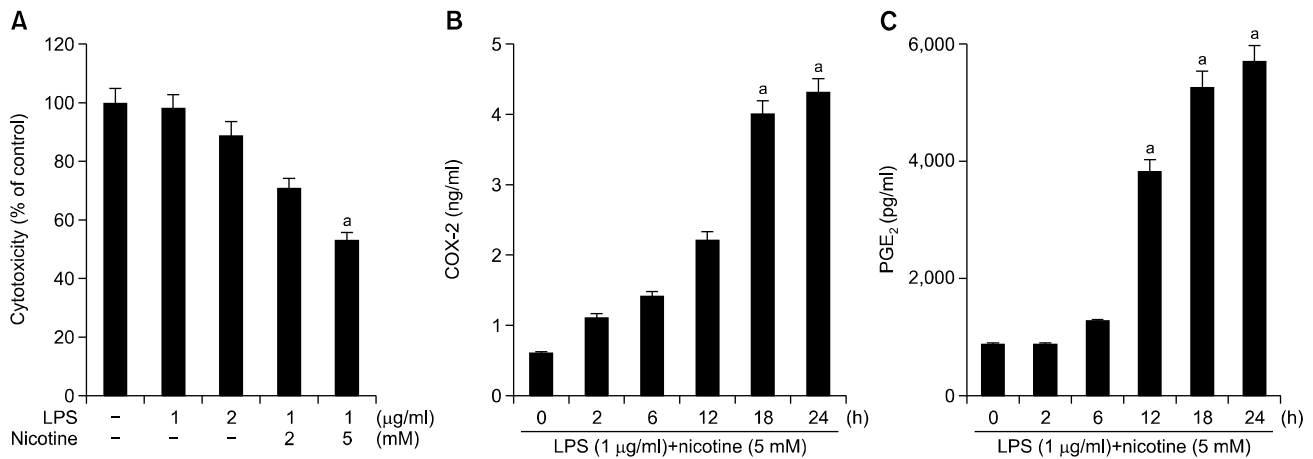 A
Cytotoxicity (% of control)
120
100
80
60
40
20
0
a
LPS – 1 2 1 1 (μg/ml)
Nicotine – – – 2 5 (mM)
B
COX-2 (ng/ml)
5
4
3
2
1
0
a a
0 2 6 12 18 24 (h)
LPS (1 μg/ml)+nicotine (5 mM)
C
PGE₂ (pg/ml)
6,000
4,000
2,000
0
a a a
0 2 6 12 18 24 (h)
LPS (1 μg/ml)+nicotine (5 mM)